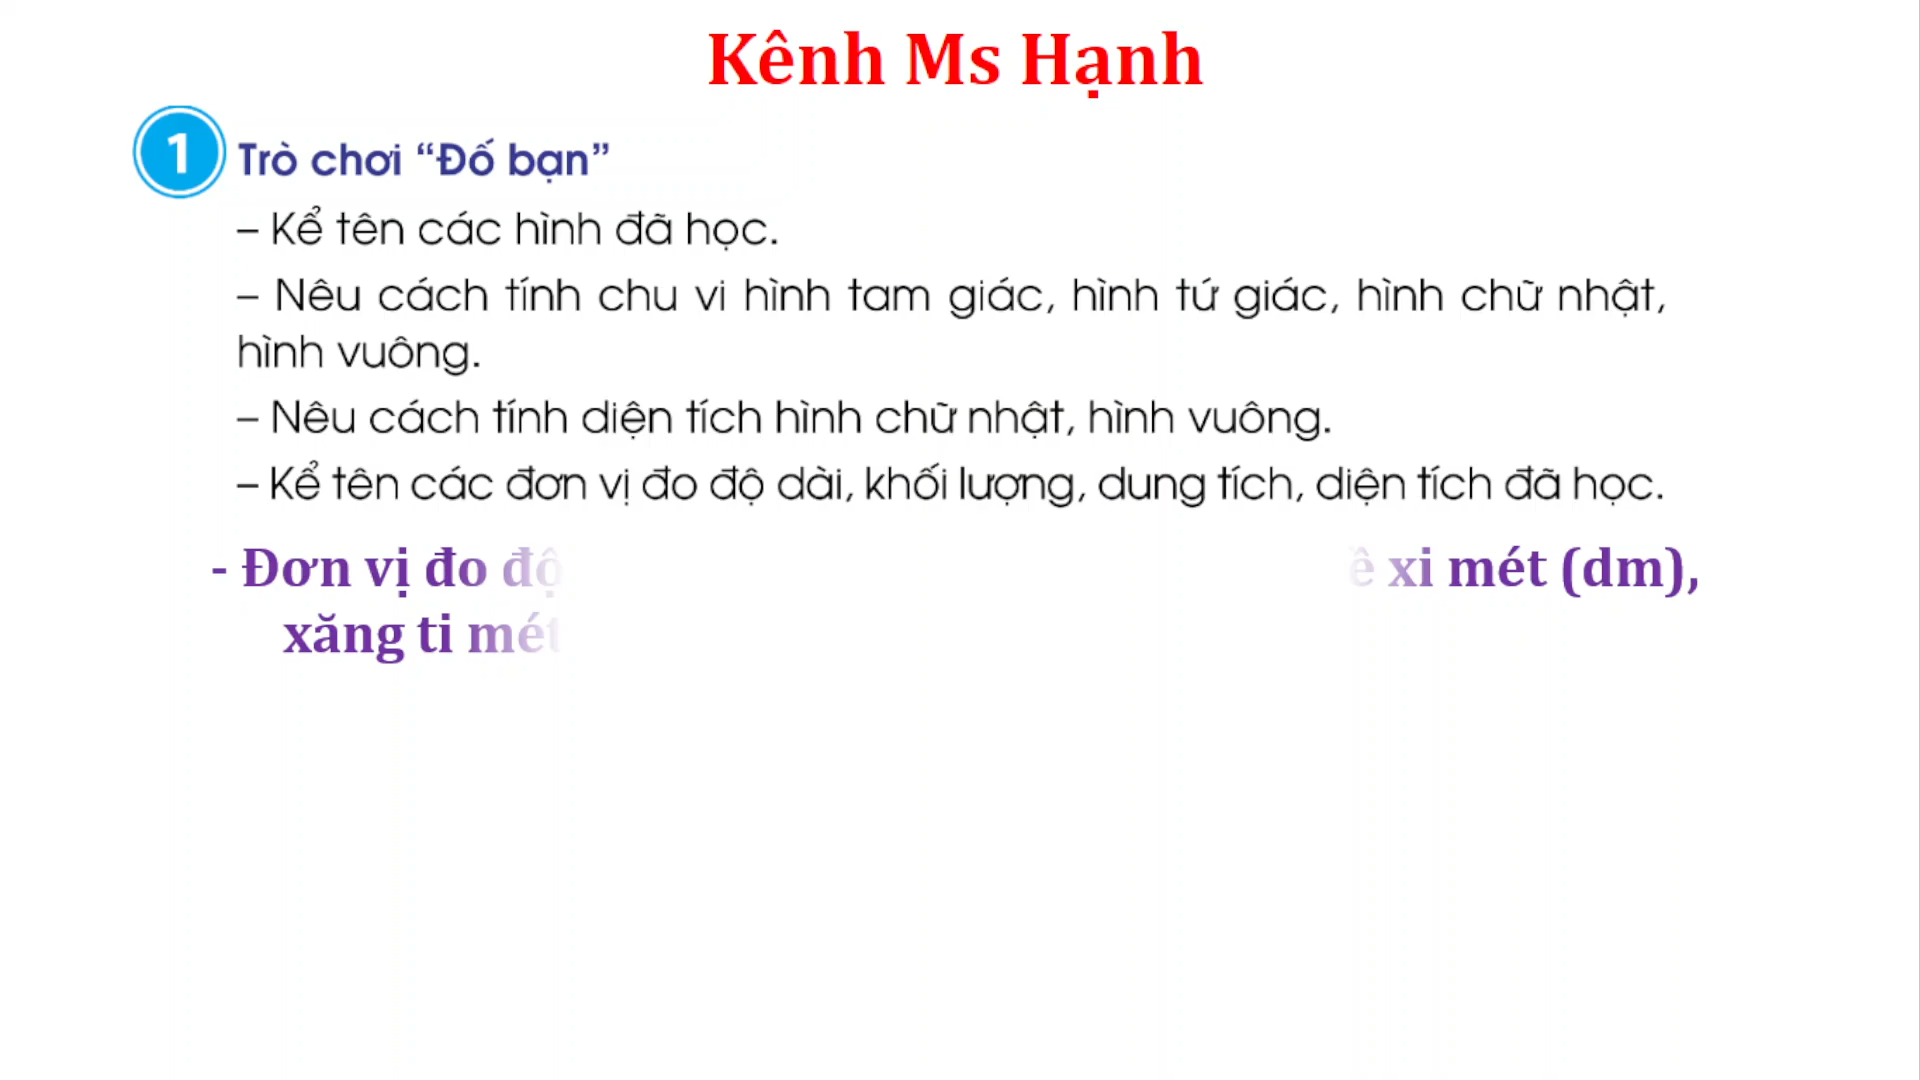 Kênh Ms Hạnh
1 Trò chơi “Đố bạn”
– Kể tên các hình đã học.
– Nêu cách tính chu vi hình tam giác, hình tứ giác, hình chữ nhật,
hình vuông.
– Nêu cách tính diện tích hình chữ nhật, hình vuông.
– Kể tên các đơn vị đo độ dài, khối lượng, dung tích, diện tích đã học.
- Đơn vị đo độ xi mét (dm),
xăng ti mét